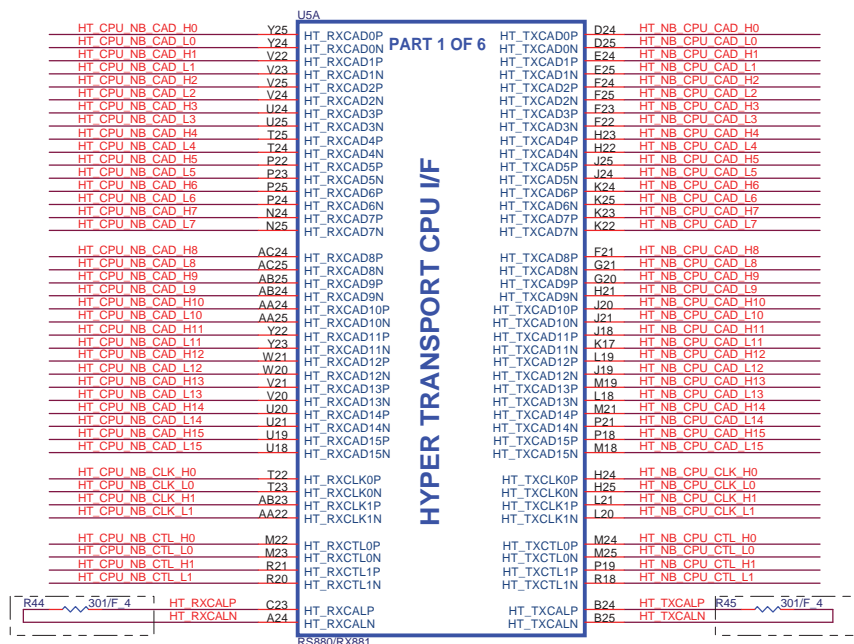 U5A
HT_CPU_NB_CAD_H0 Y25 HT_RXCAD0P PART 1 OF 6 HT_TXCAD0P D24 HT_NB_CPU_CAD_H0
HT_CPU_NB_CAD_L0 Y24 HT_RXCAD0N HT_TXCAD0N D25 HT_NB_CPU_CAD_L0
HT_CPU_NB_CAD_H1 V22 HT_RXCAD1P HT_TXCAD1P E24 HT_NB_CPU_CAD_H1
HT_CPU_NB_CAD_L1 V23 HT_RXCAD1N HT_TXCAD1N E25 HT_NB_CPU_CAD_L1
HT_CPU_NB_CAD_H2 V25 HT_RXCAD2P HT_TXCAD2P F24 HT_NB_CPU_CAD_H2
HT_CPU_NB_CAD_L2 V24 HT_RXCAD2N HT_TXCAD2N F25 HT_NB_CPU_CAD_L2
HT_CPU_NB_CAD_H3 U24 HT_RXCAD3P HT_TXCAD3P F23 HT_NB_CPU_CAD_H3
HT_CPU_NB_CAD_L3 U25 HT_RXCAD3N HT_TXCAD3N F22 HT_NB_CPU_CAD_L3
HT_CPU_NB_CAD_H4 T25 HT_RXCAD4P HT_TXCAD4P H23 HT_NB_CPU_CAD_H4
HT_CPU_NB_CAD_L4 T24 HT_RXCAD4N HT_TXCAD4N H22 HT_NB_CPU_CAD_L4
HT_CPU_NB_CAD_H5 P22 HT_RXCAD5P HT_TXCAD5P J25 HT_NB_CPU_CAD_H5
HT_CPU_NB_CAD_L5 P23 HT_RXCAD5N HT_TXCAD5N J24 HT_NB_CPU_CAD_L5
HT_CPU_NB_CAD_H6 P25 HT_RXCAD6P HT_TXCAD6P K24 HT_NB_CPU_CAD_H6
HT_CPU_NB_CAD_L6 P24 HT_RXCAD6N HT_TXCAD6N K25 HT_NB_CPU_CAD_L6
HT_CPU_NB_CAD_H7 N24 HT_RXCAD7P HT_TXCAD7P K23 HT_NB_CPU_CAD_H7
HT_CPU_NB_CAD_L7 N25 HT_RXCAD7N HT_TXCAD7N K22 HT_NB_CPU_CAD_L7
HT_CPU_NB_CAD_H8 AC24 HT_RXCAD8P HT_TXCAD8P F21 HT_NB_CPU_CAD_H8
HT_CPU_NB_CAD_L8 AC25 HT_RXCAD8N HT_TXCAD8N G21 HT_NB_CPU_CAD_L8
HT_CPU_NB_CAD_H9 AB25 HT_RXCAD9P HT_TXCAD9P G20 HT_NB_CPU_CAD_H9
HT_CPU_NB_CAD_L9 AB24 HT_RXCAD9N HT_TXCAD9N H21 HT_NB_CPU_CAD_L9
HT_CPU_NB_CAD_H10 AA24 HT_RXCAD10P HT_TXCAD10P J20 HT_NB_CPU_CAD_H10
HT_CPU_NB_CAD_L10 AA25 HT_RXCAD10N HT_TXCAD10N J21 HT_NB_CPU_CAD_L10
HT_CPU_NB_CAD_H11 Y22 HT_RXCAD11P HT_TXCAD11P J18 HT_NB_CPU_CAD_H11
HT_CPU_NB_CAD_L11 Y23 HT_RXCAD11N HT_TXCAD11N K17 HT_NB_CPU_CAD_L11
HT_CPU_NB_CAD_H12 W21 HT_RXCAD12P HT_TXCAD12P L19 HT_NB_CPU_CAD_H12
HT_CPU_NB_CAD_L12 W20 HT_RXCAD12N HT_TXCAD12N J19 HT_NB_CPU_CAD_L12
HT_CPU_NB_CAD_H13 V21 HT_RXCAD13P HT_TXCAD13P M19 HT_NB_CPU_CAD_H13
HT_CPU_NB_CAD_L13 V20 HT_RXCAD13N HT_TXCAD13N L18 HT_NB_CPU_CAD_L13
HT_CPU_NB_CAD_H14 U20 HT_RXCAD14P HT_TXCAD14P M21 HT_NB_CPU_CAD_H14
HT_CPU_NB_CAD_L14 U21 HT_RXCAD14N HT_TXCAD14N P21 HT_NB_CPU_CAD_L14
HT_CPU_NB_CAD_H15 U19 HT_RXCAD15P HT_TXCAD15P P18 HT_NB_CPU_CAD_H15
HT_CPU_NB_CAD_L15 U18 HT_RXCAD15N HT_TXCAD15N M18 HT_NB_CPU_CAD_L15
HYPER TRANSPORT CPU I/F
HT_CPU_NB_CLK_H0 T22 HT_RXCLK0P HT_TXCLK0P H24 HT_NB_CPU_CLK_H0
HT_CPU_NB_CLK_L0 T23 HT_RXCLK0N HT_TXCLK0N H25 HT_NB_CPU_CLK_L0
HT_CPU_NB_CLK_H1 AB23 HT_RXCLK1P HT_TXCLK1P L21 HT_NB_CPU_CLK_H1
HT_CPU_NB_CLK_L1 AA22 HT_RXCLK1N HT_TXCLK1N L20 HT_NB_CPU_CLK_L1
HT_CPU_NB_CTL_H0 M22 HT_RXCTL0P HT_TXCTL0P M24 HT_NB_CPU_CTL_H0
HT_CPU_NB_CTL_L0 M23 HT_RXCTL0N HT_TXCTL0N M25 HT_NB_CPU_CTL_L0
HT_CPU_NB_CTL_H1 R21 HT_RXCTL1P HT_TXCTL1P P19 HT_NB_CPU_CTL_H1
HT_CPU_NB_CTL_L1 R20 HT_RXCTL1N HT_TXCTL1N R18 HT_NB_CPU_CTL_L1
R44 301/F_4 HT_RXCALP C23 HT_RXCALP HT_TXCALP B24 HT_TXCALP R45 301/F_4
HT_RXCALN A24 HT_RXCALN HT_TXCALN B25 HT_TXCALN
RS880/RX881